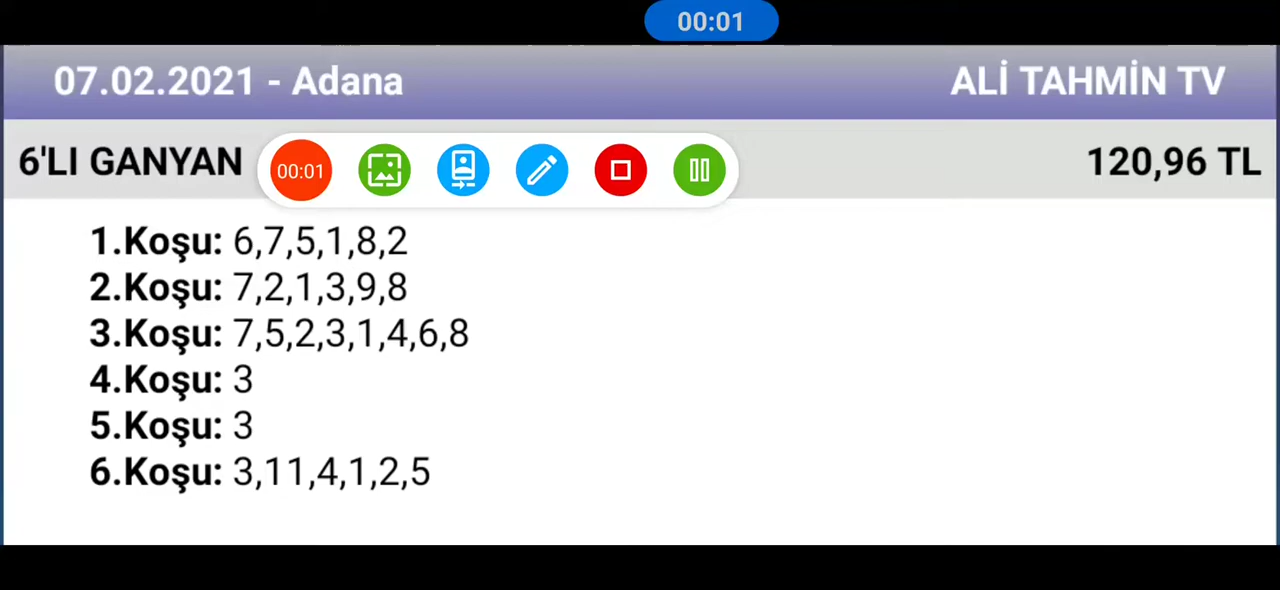 00:01
07.02.2021 - Adana ALİ TAHMİN TV
6'LI GANYAN 00:01 120,96 TL
1.Koşu: 6,7,5,1,8,2
2.Koşu: 7,2,1,3,9,8
3.Koşu: 7,5,2,3,1,4,6,8
4.Koşu: 3
5.Koşu: 3
6.Koşu: 3,11,4,1,2,5